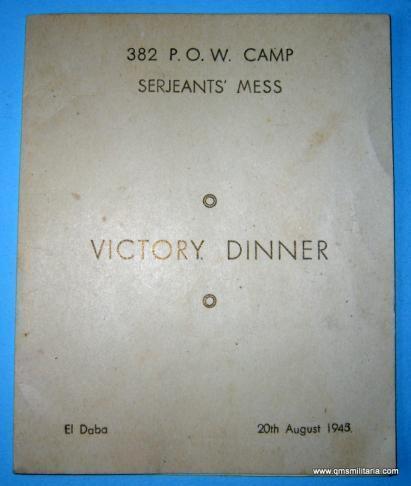 382 P.O.W. CAMP
SERJEANTS' MESS
VICTORY DINNER
El Daba
20th August 1945.
www.qmsmilitaria.com